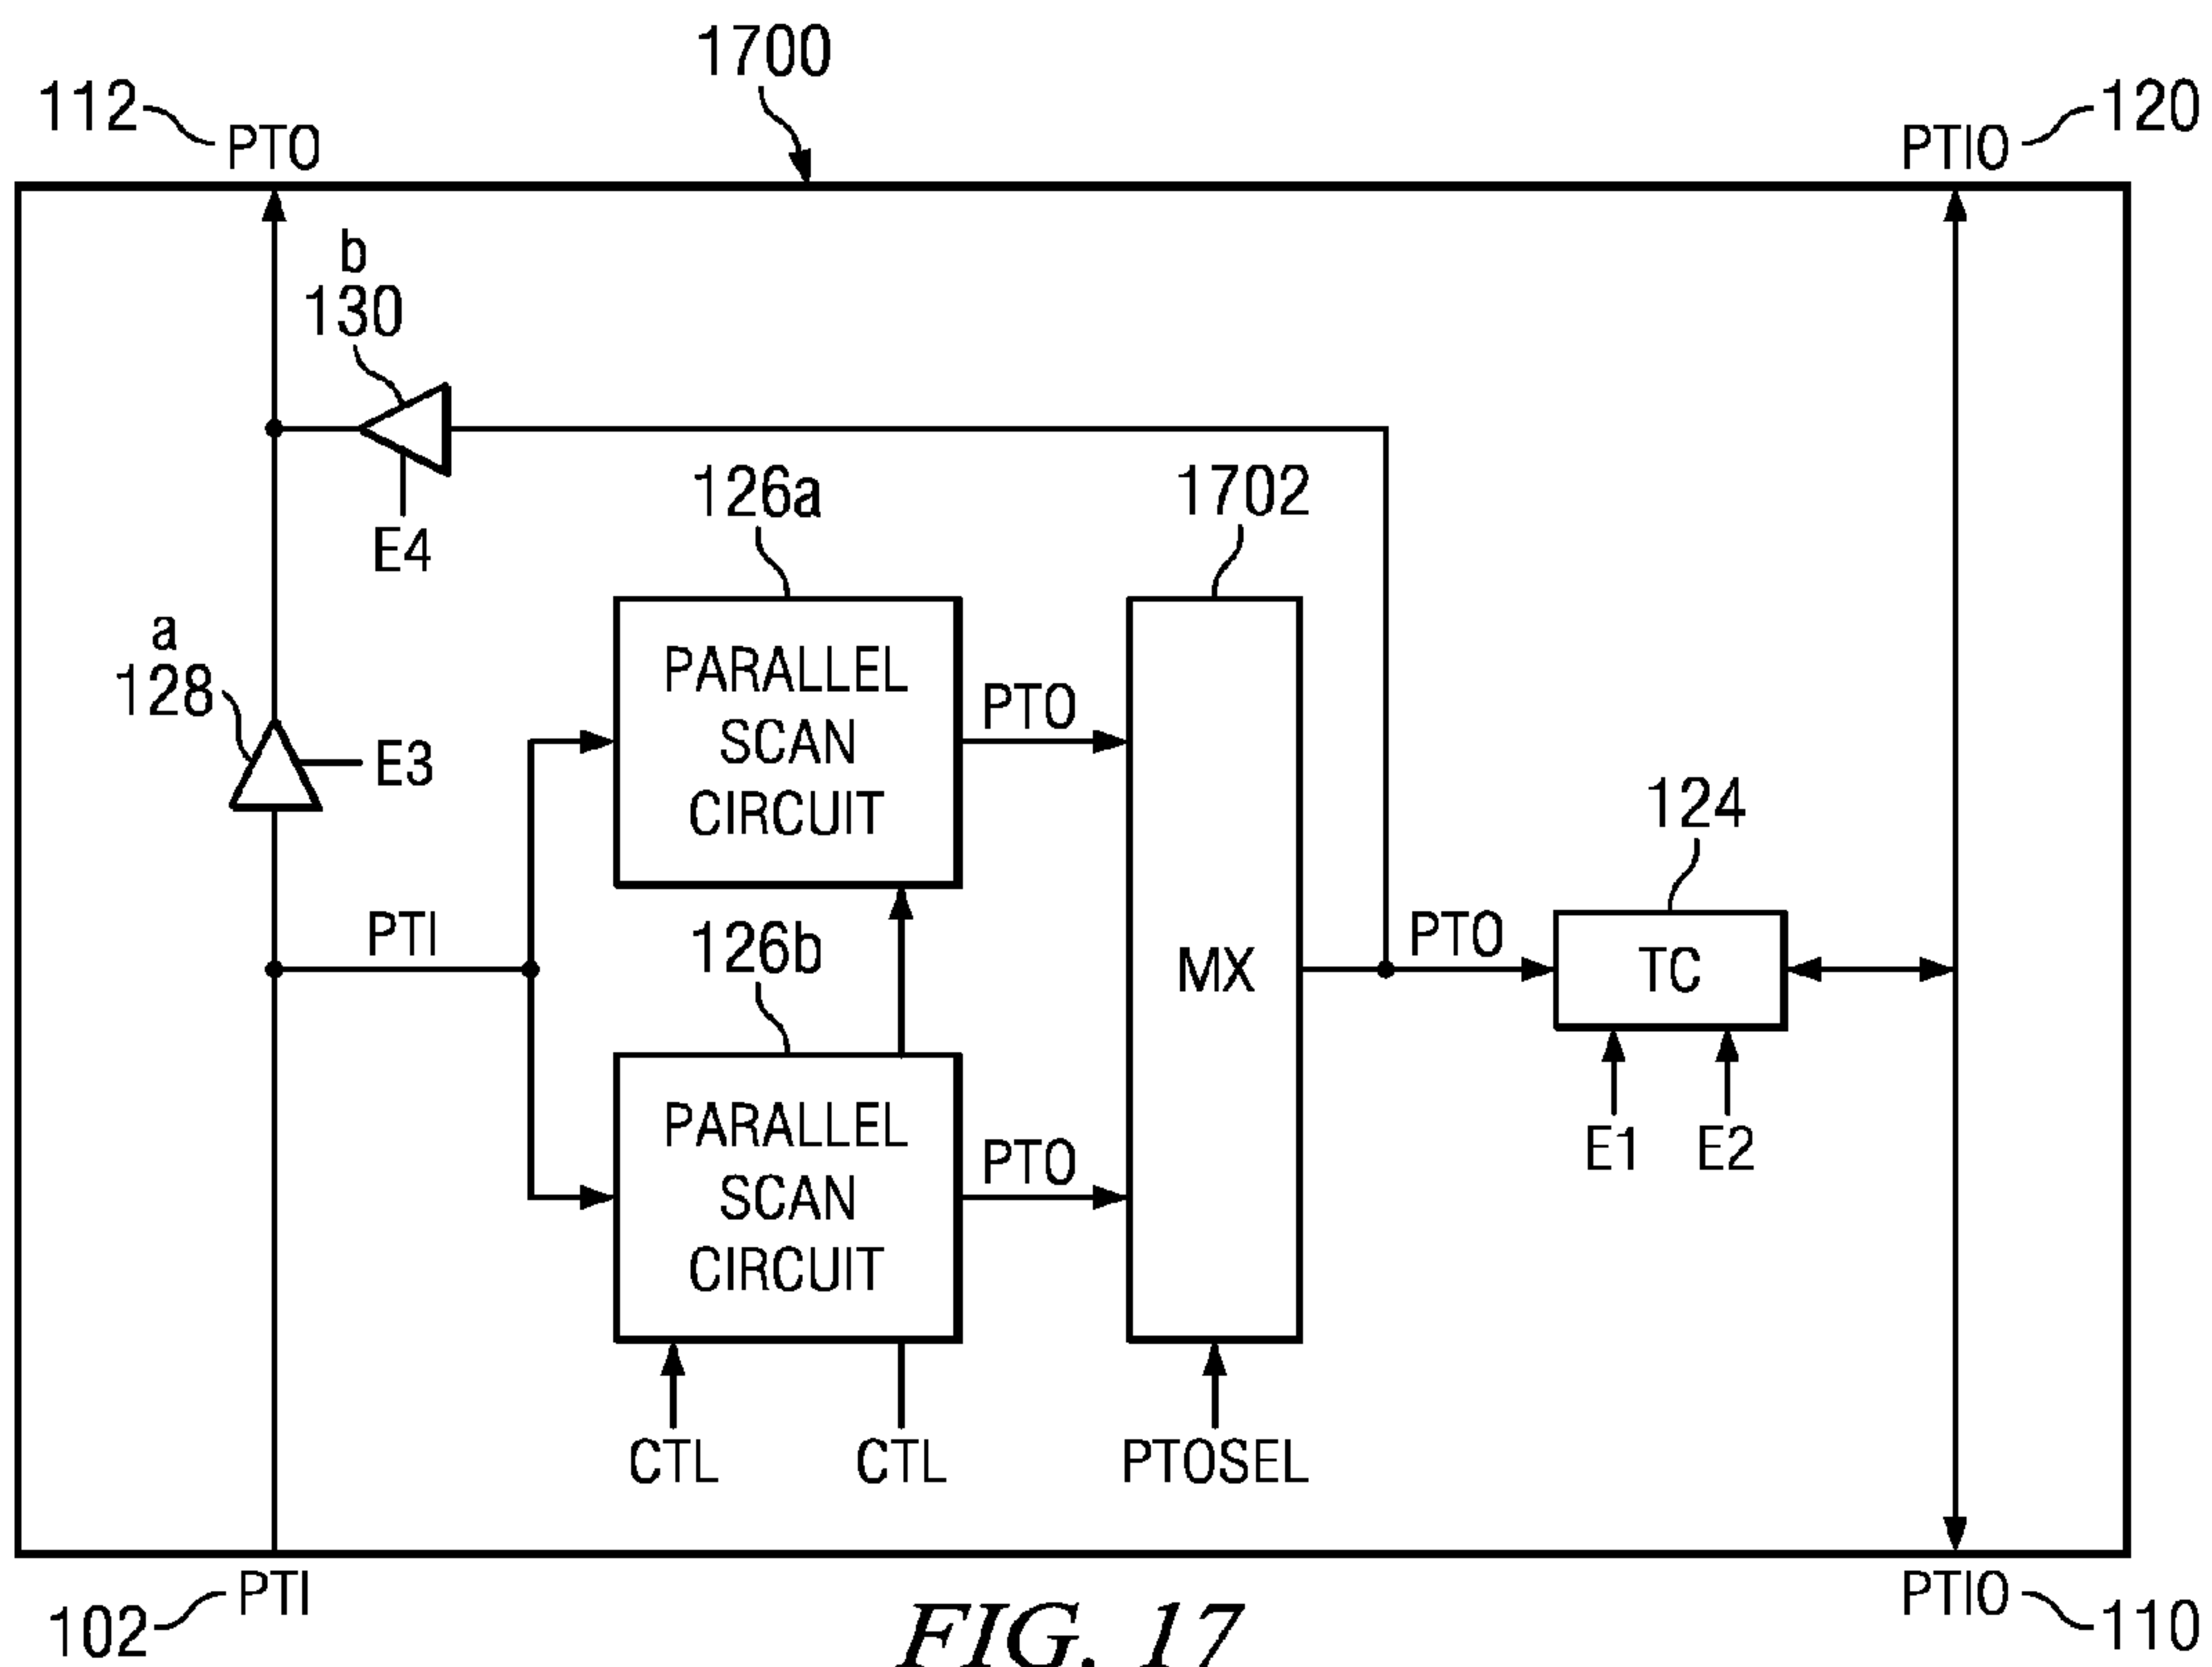 1700
112
PTO
PTIO
120
b
130
E4
126a
1702
a
128
E3
PARALLEL
SCAN
CIRCUIT
PTO
124
PTI
126b
MX
PTO
TC
PARALLEL
SCAN
CIRCUIT
PTO
E1
E2
CTL
CTL
PTOSEL
102
PTI
PTIO
110
FIG. 17